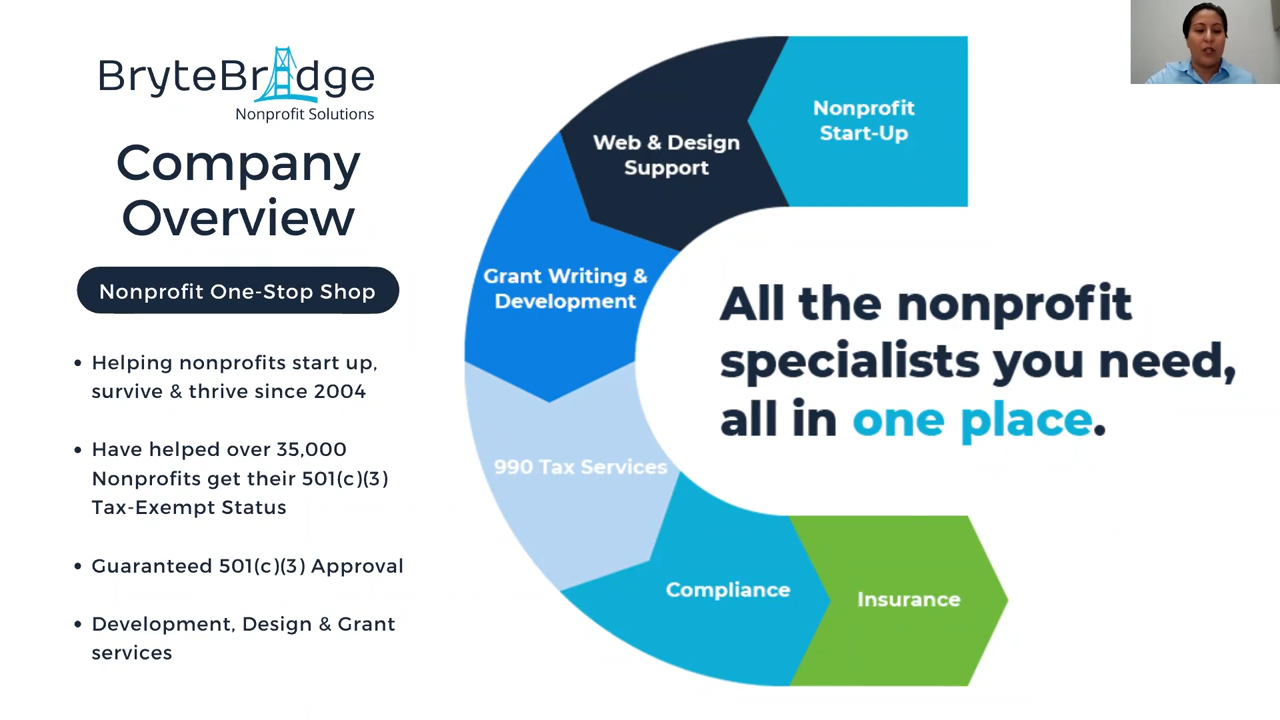 BryteBridge
Nonprofit Solutions
Company
Overview
Nonprofit One-Stop Shop
• Helping nonprofits start up,
survive & thrive since 2004
• Have helped over 35,000
Nonprofits get their 501(c)(3)
Tax-Exempt Status
• Guaranteed 501(c)(3) Approval
• Development, Design & Grant
services
Nonprofit
Start-Up
Web & Design
Support
Grant Writing &
Development
990 Tax Services
Compliance
Insurance
All the nonprofit
specialists you need,
all in one place.